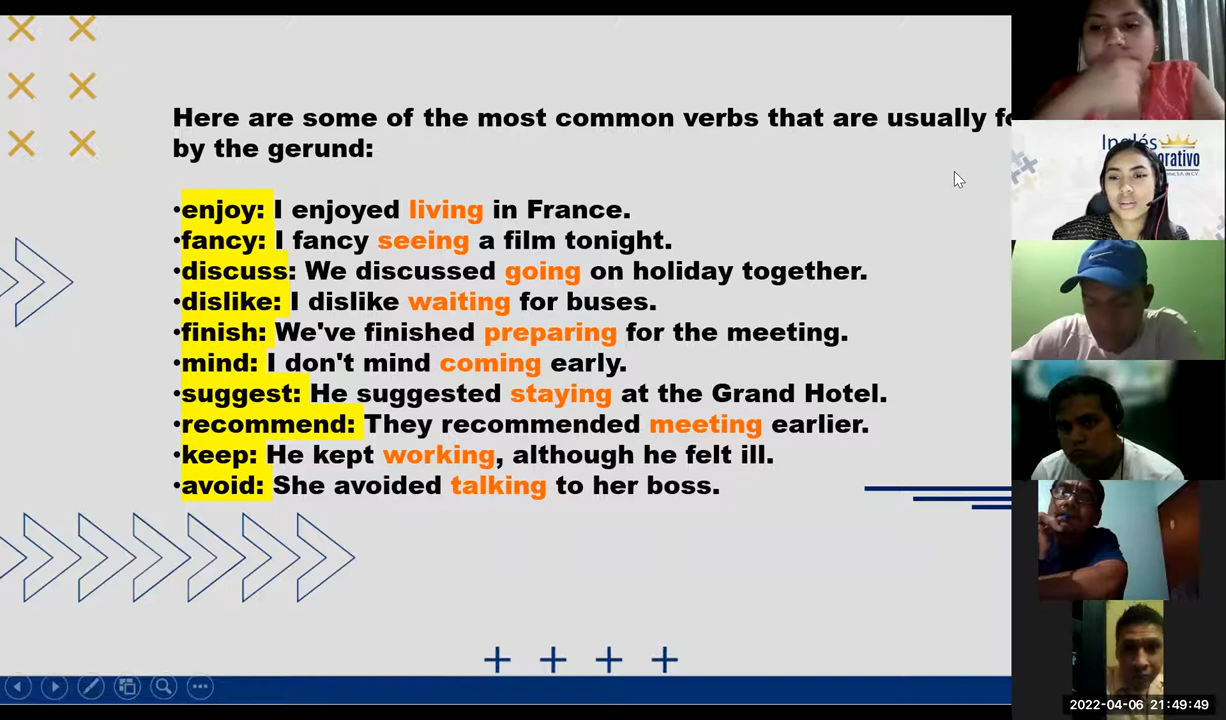 Here are some of the most common verbs that are usually
by the gerund:
•enjoy: I enjoyed living in France.
•fancy: I fancy seeing a film tonight.
•discuss: We discussed going on holiday together.
•dislike: I dislike waiting for buses.
•finish: We've finished preparing for the meeting.
•mind: I don't mind coming early.
•suggest: He suggested staying at the Grand Hotel.
•recommend: They recommended meeting earlier.
•keep: He kept working, although he felt ill.
•avoid: She avoided talking to her boss.
Inglés
2022-04-06 21:49:49